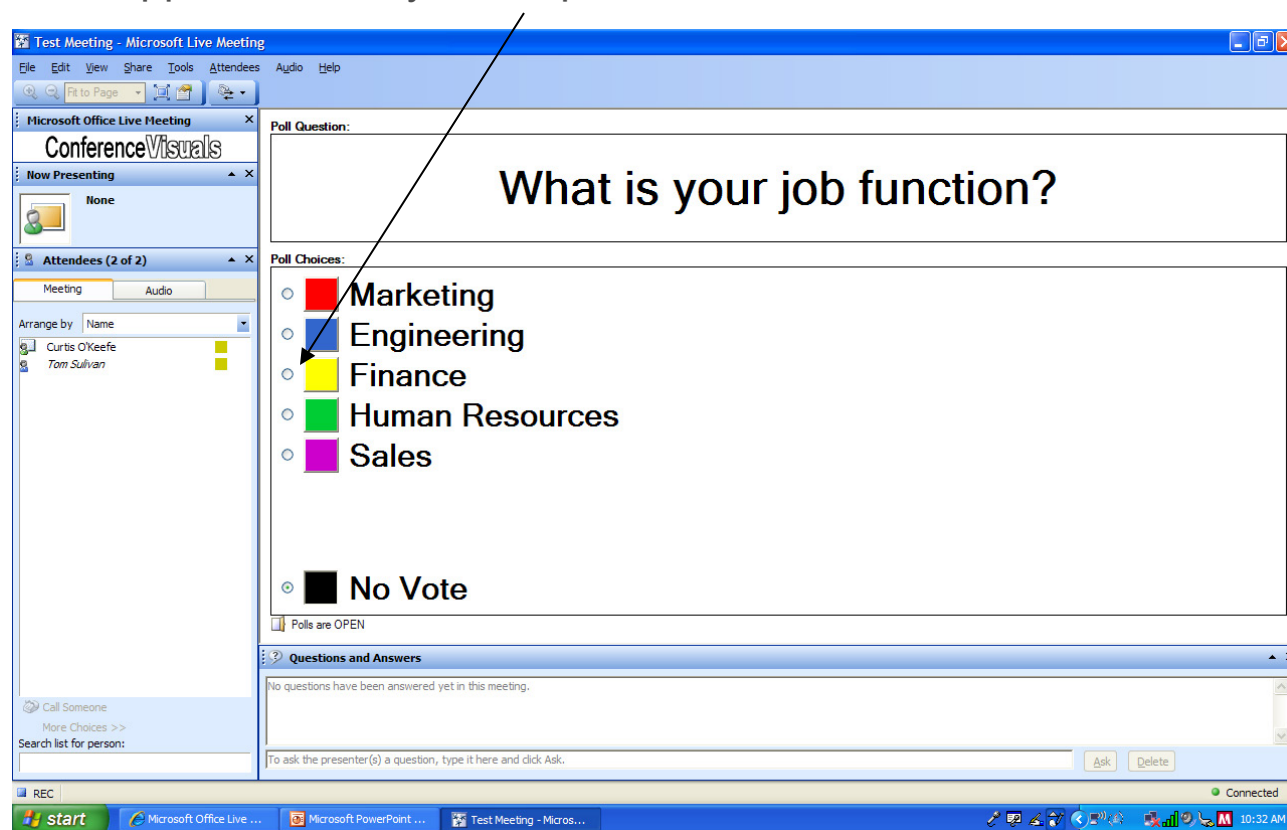 Test Meeting - Microsoft Live Meeting
File Edit View Share Tools Attendees Audio Help
Fit to Page
Microsoft Office Live Meeting
ConferenceVisuals
Now Presenting
None
Attendees (2 of 2)
Meeting Audio
Arrange by Name
Curtis O'Keefe
Tom Sulivan
Call Someone
More Choices >>
Search list for person:
Poll Question:
What is your job function?
Poll Choices:
Marketing
Engineering
Finance
Human Resources
Sales
No Vote
Polls are OPEN
Questions and Answers
No questions have been answered yet in this meeting.
To ask the presenter(s) a question, type it here and click Ask.
Ask Delete
REC
Connected
start Microsoft Office Live ... Microsoft PowerPoint ... Test Meeting - Micros... 10:32 AM